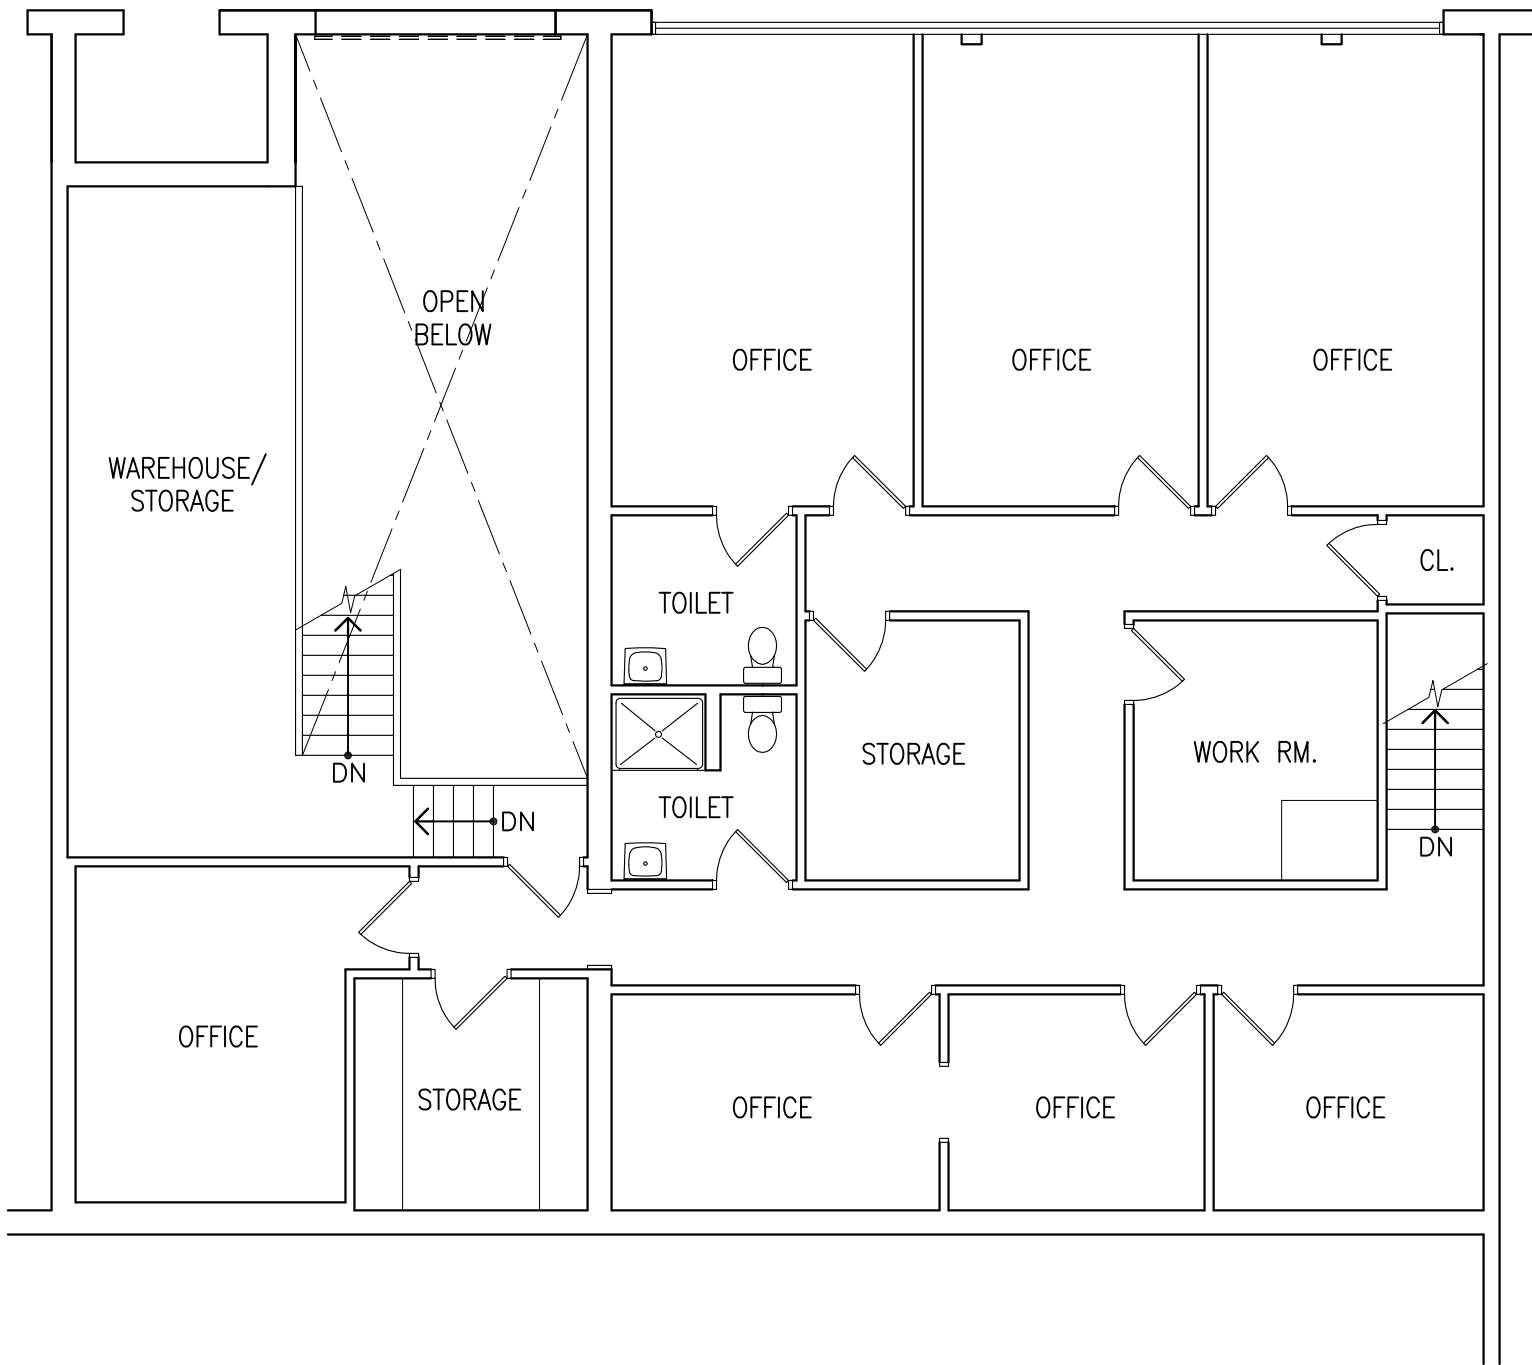 OPEN
BELOW
OFFICE
OFFICE
OFFICE
WAREHOUSE/
STORAGE
CL.
TOILET
STORAGE
WORK RM.
DN
TOILET
DN
DN
OFFICE
STORAGE
OFFICE
OFFICE
OFFICE